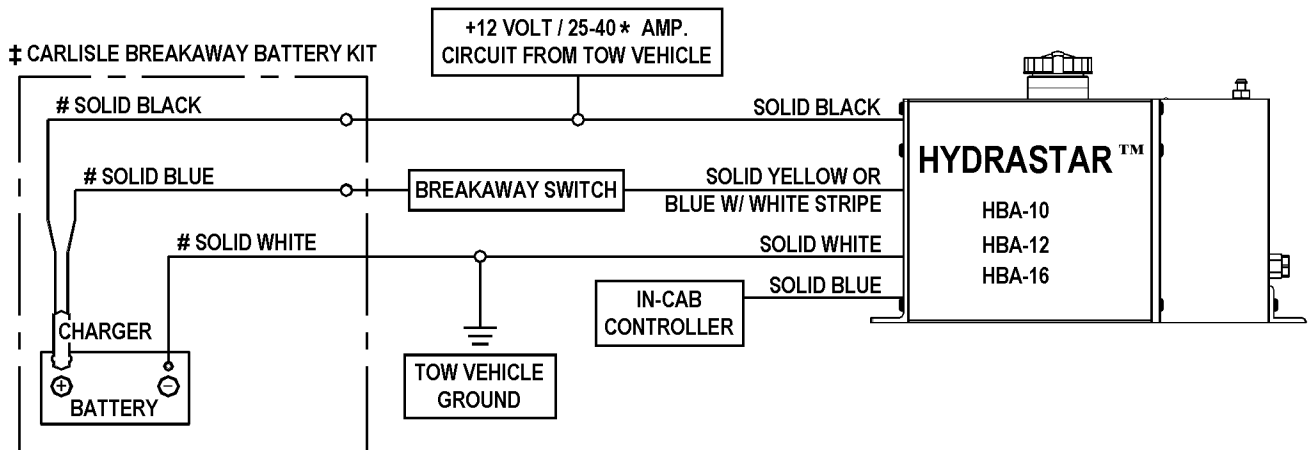 +12 VOLT / 25-40* AMP.
CIRCUIT FROM TOW VEHICLE
‡ CARLISLE BREAKAWAY BATTERY KIT
# SOLID BLACK
SOLID BLACK
# SOLID BLUE
BREAKAWAY SWITCH
SOLID YELLOW OR
BLUE W/ WHITE STRIPE
# SOLID WHITE
SOLID WHITE
SOLID BLUE
IN-CAB
CONTROLLER
HYDRASTAR™
HBA-10
HBA-12
HBA-16
CHARGER
+
−
BATTERY
TOW VEHICLE
GROUND